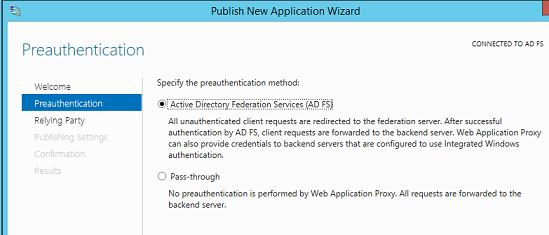 Publish New Application Wizard
Preauthentication
CONNECTED TO AD FS
Welcome
Preauthentication
Relying Party
Publishing Settings
Confirmation
Results
Specify the preauthentication method:
Active Directory Federation Services (AD FS)
All unauthenticated client requests are redirected to the federation server. After successful
authentication by AD FS, client requests are forwarded to the backend server. Web Application Proxy
can also provide credentials to backend servers that are configured to use Integrated Windows
authentication.
Pass-through
No preauthentication is performed by Web Application Proxy. All requests are forwarded to the
backend server.